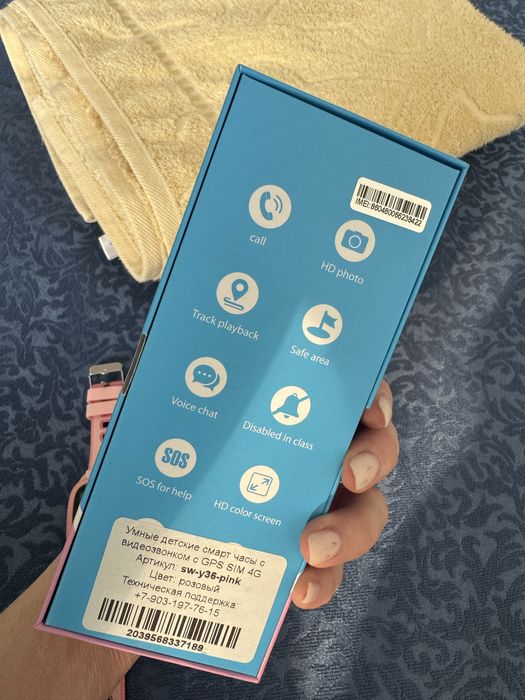 IMEI:860480066239422
call
HD photo
Track playback
Safe area
Voice chat
Disabled in class
SOS
SOS for help
HD color screen
Умные детские смарт часы с
видеозвонком с GPS SIM 4G
Артикул: sw-y36-pink
Цвет: розовый
Техническая поддержка:
+7-903-197-76-15
2039568337189